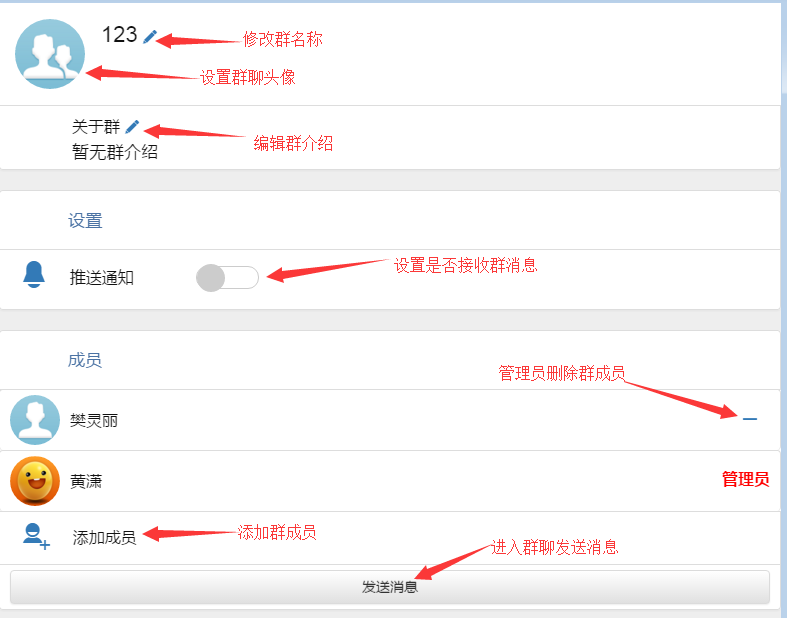 123
修改群名称
设置群聊头像
关于群
编辑群介绍
暂无群介绍
设置
推送通知
设置是否接收群消息
成员
管理员删除群成员
樊灵丽
黄潇
管理员
添加成员
添加群成员
进入群聊发送消息
发送消息